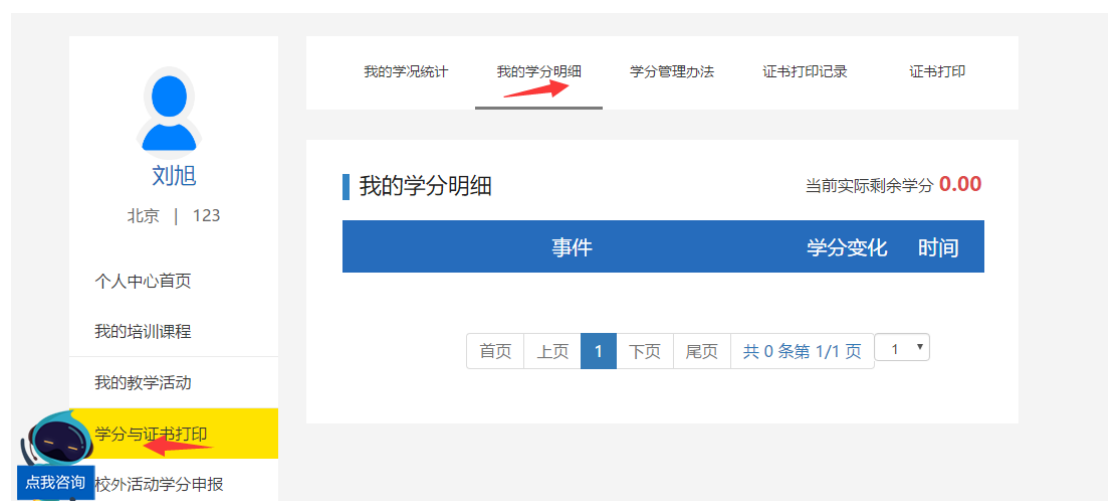 我的学况统计 我的学分明细 学分管理办法 证书打印记录 证书打印
刘旭
北京 | 123
个人中心首页
我的培训课程
我的教学活动
学分与证书打印
校外活动学分申报
点我咨询
我的学分明细
当前实际剩余学分 0.00
事件 学分变化 时间
首页 上页 1 下页 尾页 共 0 条第 1/1 页 1